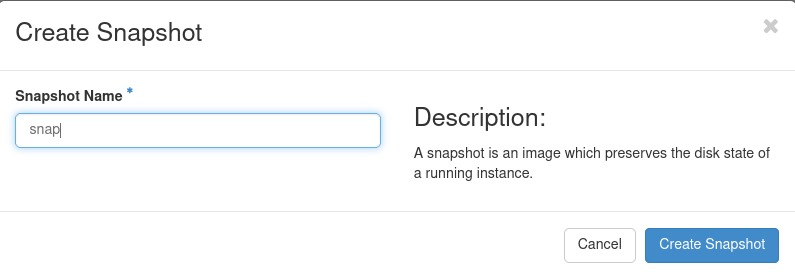 Create Snapshot
Snapshot Name *
snap
Description:
A snapshot is an image which preserves the disk state of
a running instance.
Cancel
Create Snapshot